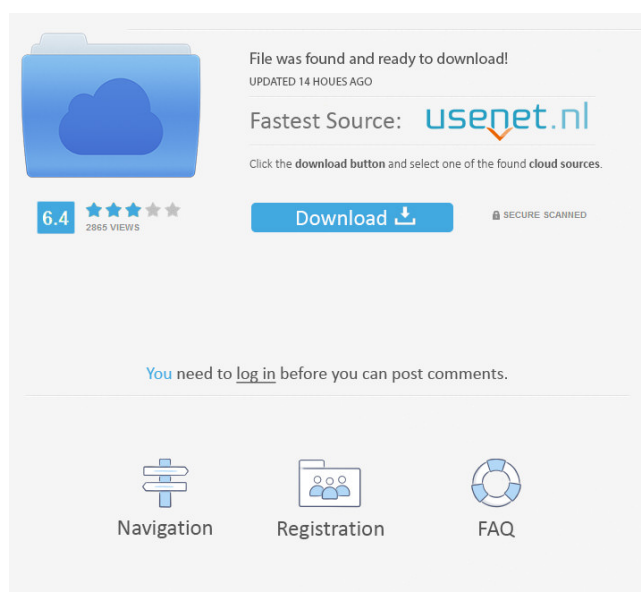 File was found and ready to download!
UPDATED 14 HOUES AGO
Fastest Source: usenet.nl
Click the download button and select one of the found cloud sources.
6.4
2865 VIEWS
Download
SECURE SCANNED
You need to log in before you can post comments.
Navigation
Registration
FAQ